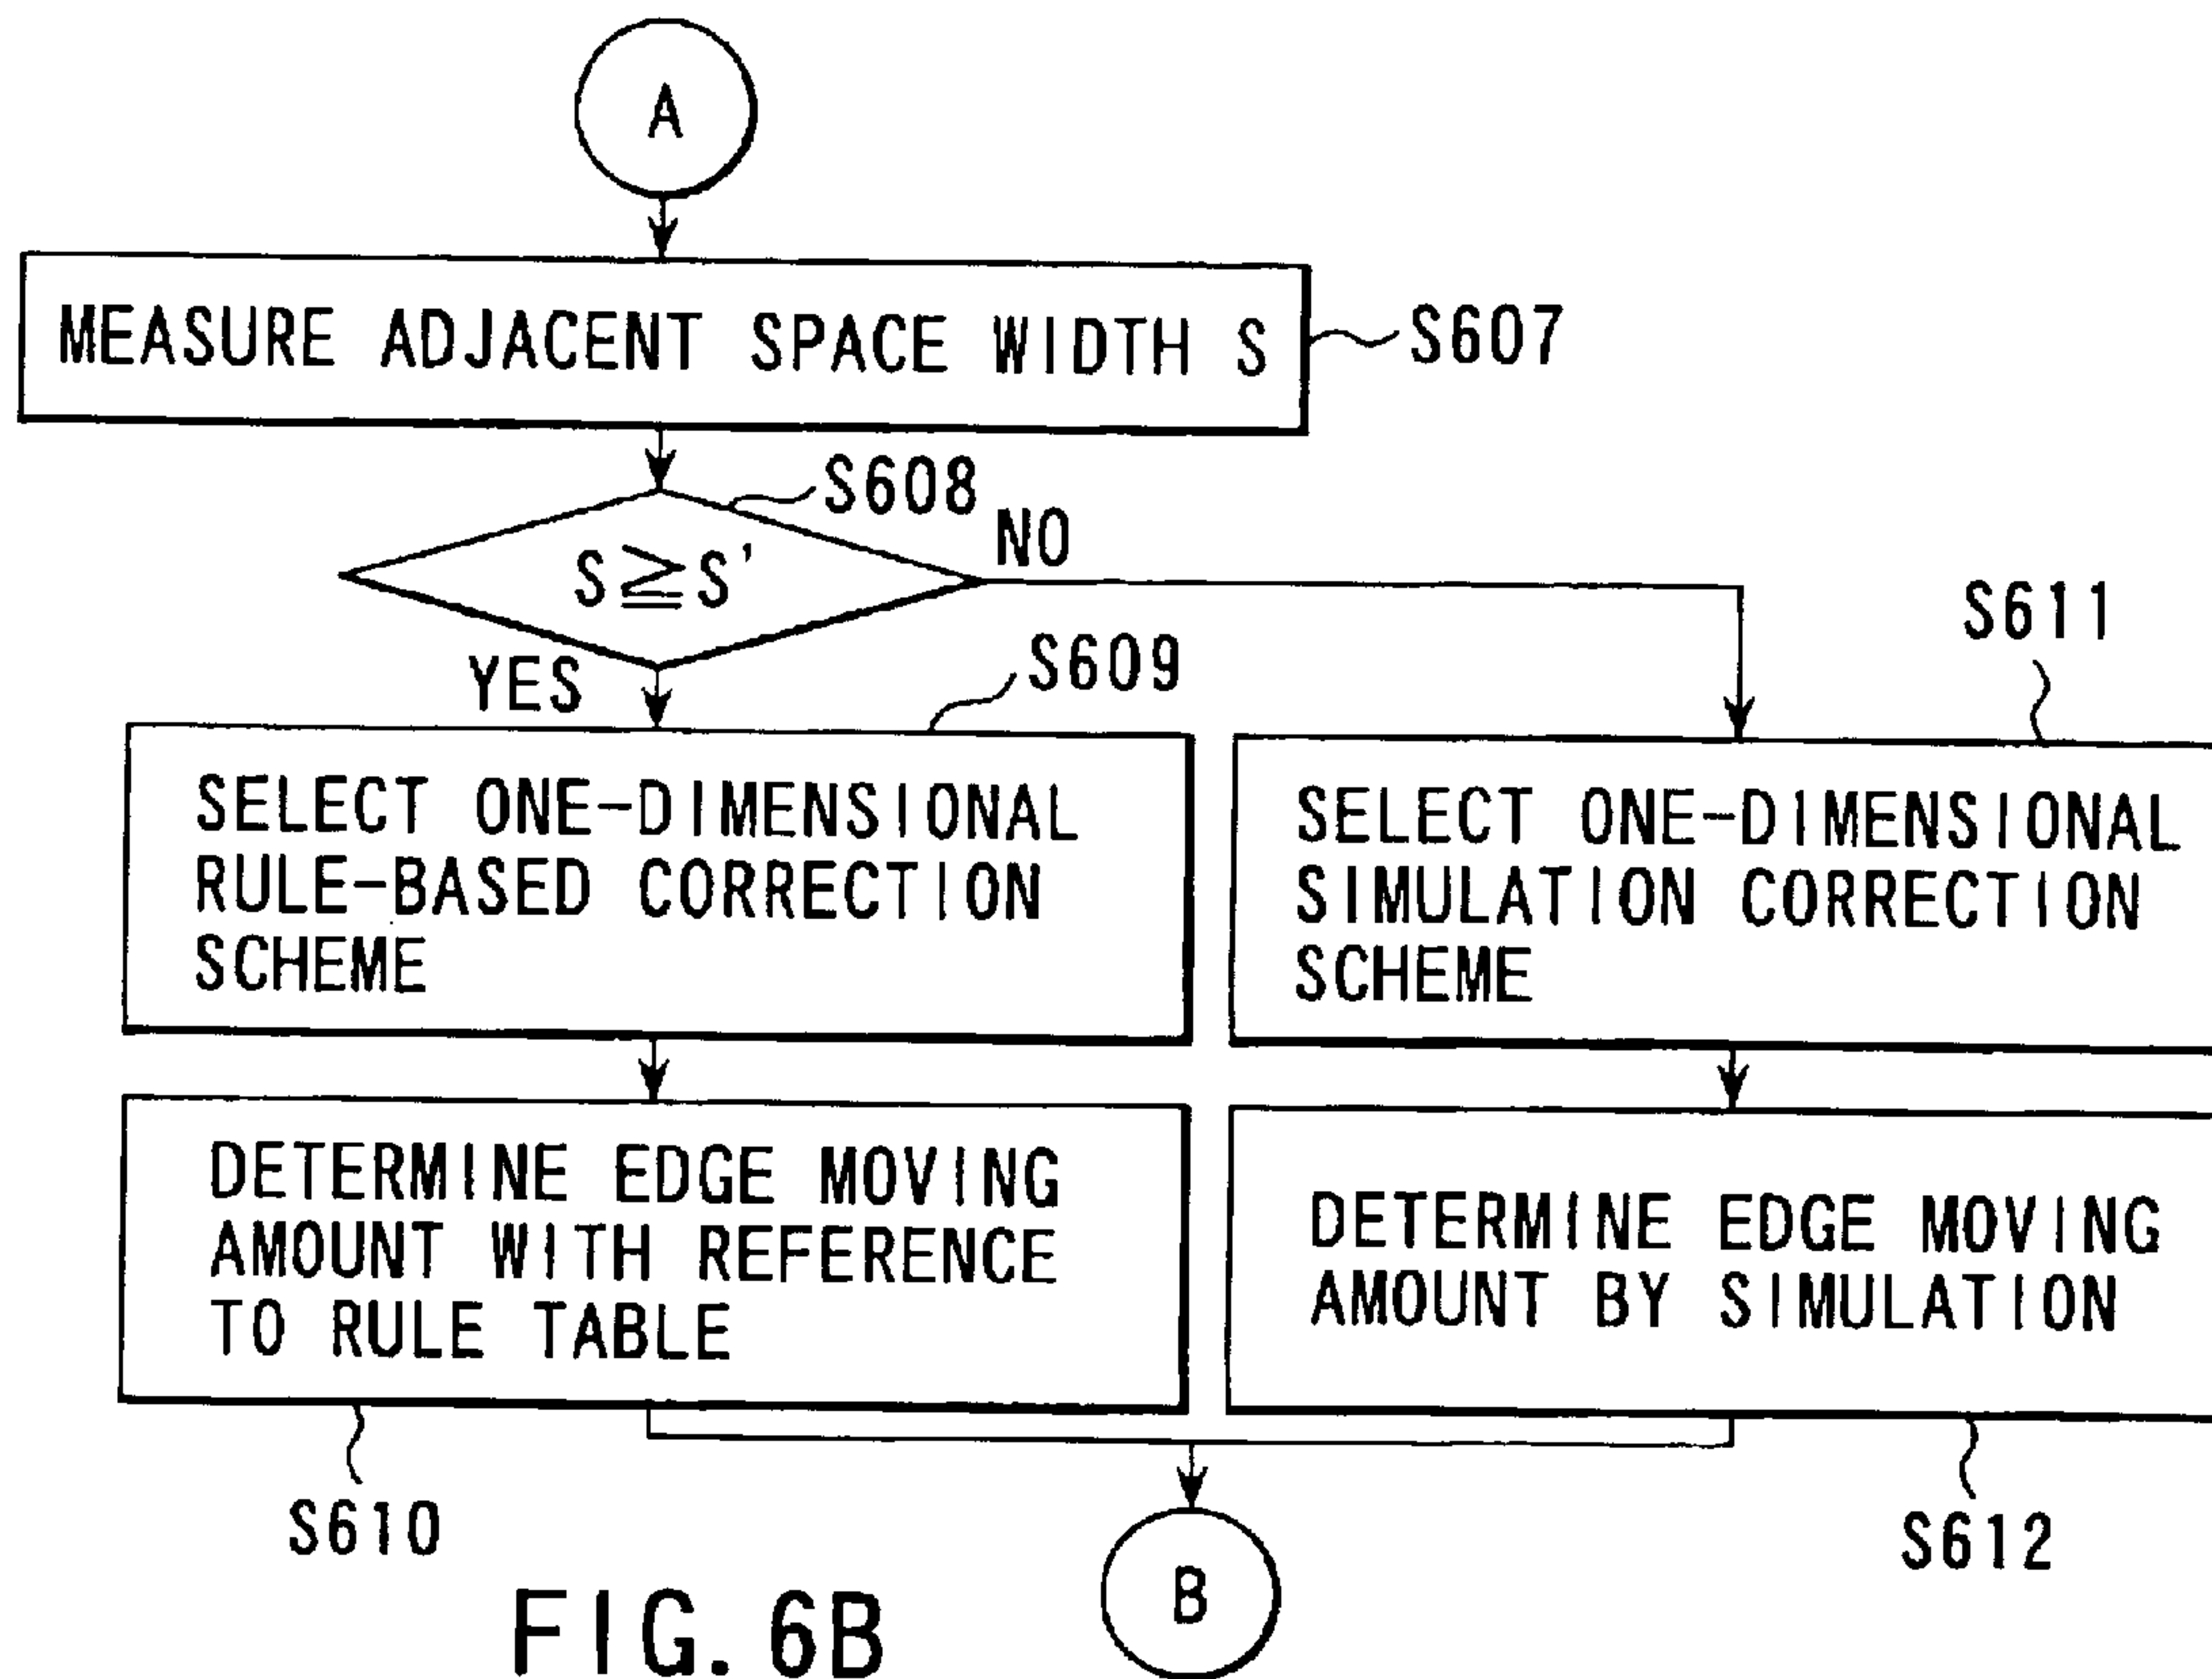 A
MEASURE ADJACENT SPACE WIDTH S
S607
S608
S≧S'
NO
YES
S609
S611
SELECT ONE-DIMENSIONAL
RULE-BASED CORRECTION
SCHEME
SELECT ONE-DIMENSIONAL
SIMULATION CORRECTION
SCHEME
DETERMINE EDGE MOVING
AMOUNT WITH REFERENCE
TO RULE TABLE
DETERMINE EDGE MOVING
AMOUNT BY SIMULATION
S610
S612
B
FIG. 6B